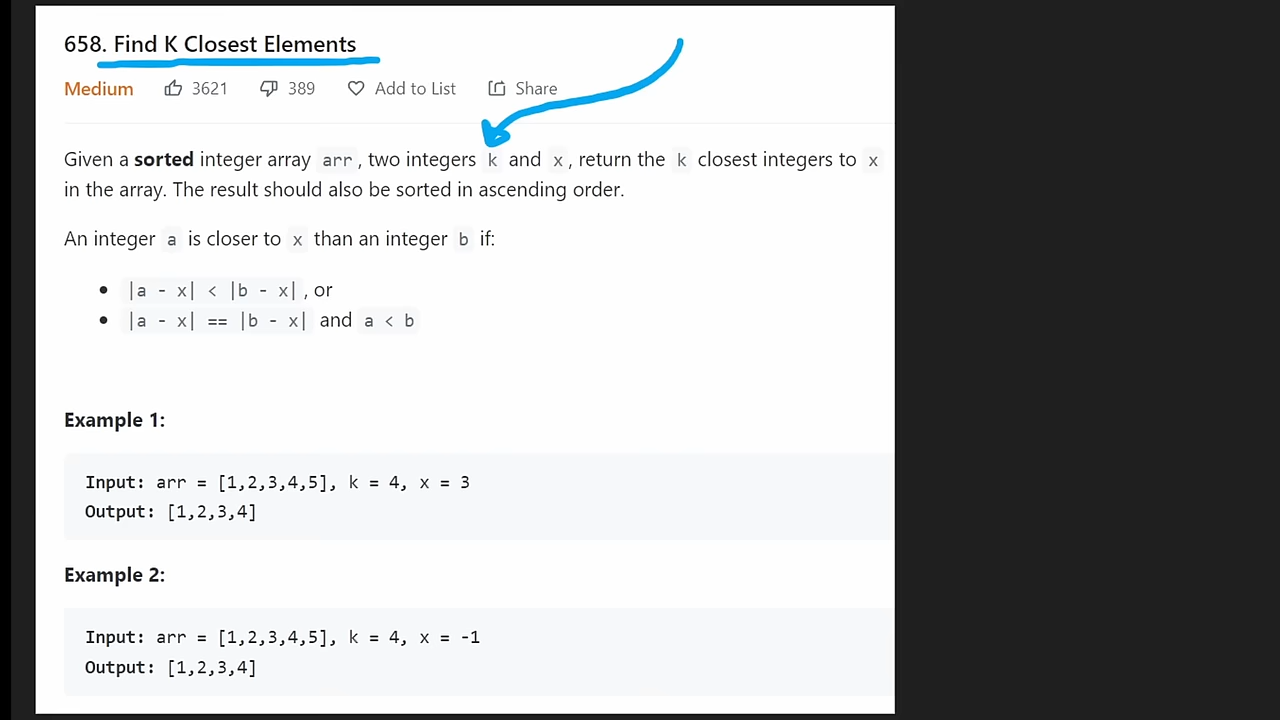 658. Find K Closest Elements
Medium 3621 389 Add to List Share
Given a sorted integer array arr, two integers k and x, return the k closest integers to x
in the array. The result should also be sorted in ascending order.
An integer a is closer to x than an integer b if:
|a - x| < |b - x|, or
|a - x| == |b - x| and a < b
Example 1:
Input: arr = [1,2,3,4,5], k = 4, x = 3
Output: [1,2,3,4]
Example 2:
Input: arr = [1,2,3,4,5], k = 4, x = -1
Output: [1,2,3,4]